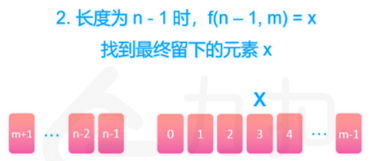 2. 长度为 n - 1 时，f(n – 1, m) = x
找到最终留下的元素 x
X
m+1 ··· n-2 n-1 0 1 2 3 4 ··· m-1